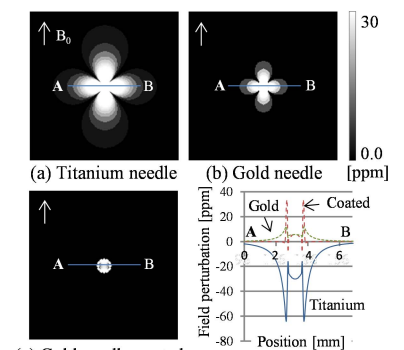 B0
A B
A B
30
0.0
(a) Titanium needle (b) Gold needle [ppm]
A B
Field perturbation [ppm]
40
20
0
-20
-40
-60
-80
Gold
Coated
A B
0 2 4 6
Titanium
Position [mm]